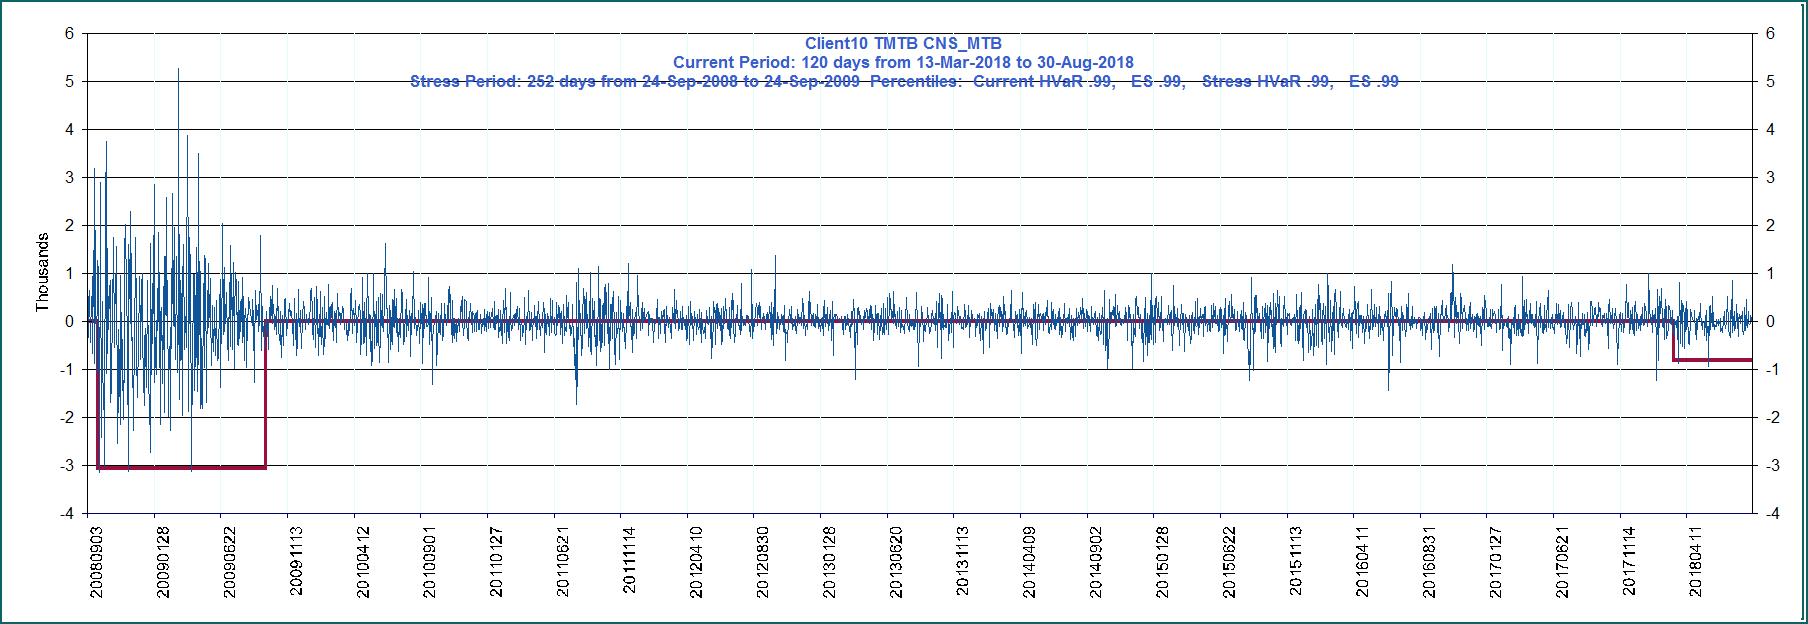 Client10 TMTB CNS_MTB
Current Period: 120 days from 13-Mar-2018 to 30-Aug-2018
Stress Period: 252 days from 24-Sep-2008 to 24-Sep-2009  Percentiles:  Current HVaR .99,   ES .99,   Stress HVaR .99,   ES .99
6 6
5 5
4 4
3 3
2 2
1 1
0 0
-1 -1
-2 -2
-3 -3
-4 -4
Thousands
20080903 20090128 20090622 20091113 20100412 20100901 20110127 20110621 20111114 20120410 20120830 20130128 20130620 20131113 20140409 20140902 20150128 20150622 20151113 20160411 20160831 20170127 20170621 20171114 20180411